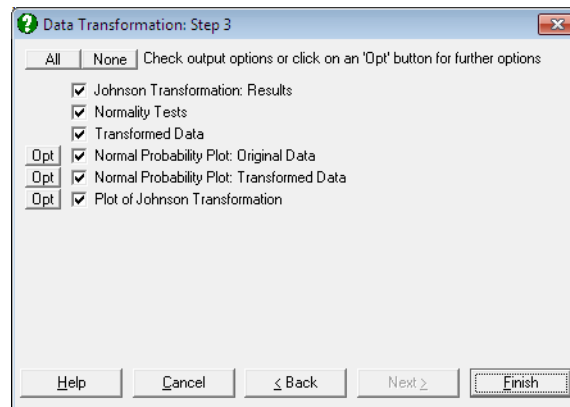 Data Transformation: Step 3
All None Check output options or click on an 'Opt' button for further options
Johnson Transformation: Results
Normality Tests
Transformed Data
Opt Normal Probability Plot: Original Data
Opt Normal Probability Plot: Transformed Data
Opt Plot of Johnson Transformation
Help Cancel < Back Next > Finish